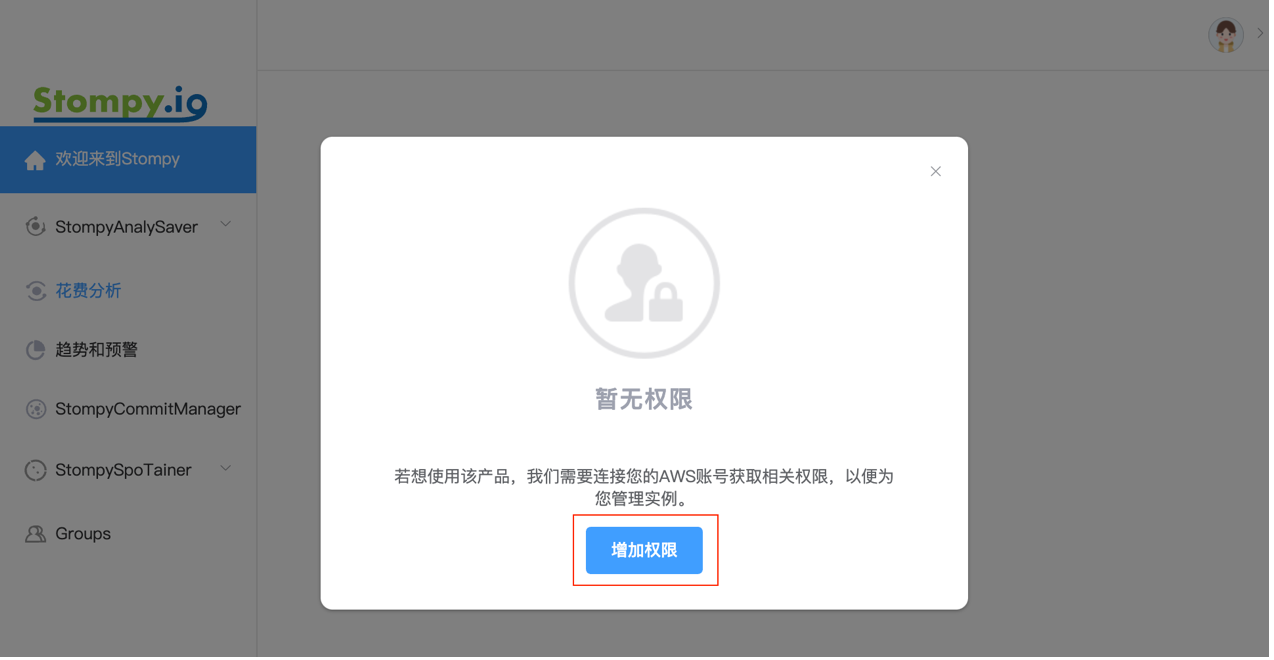 Stompy.io
欢迎来到Stompy
StompyAnalySaver
花费分析
趋势和预警
StompyCommitManager
StompySpoTainer
Groups
暂无权限
若想使用该产品，我们需要连接您的AWS账号获取相关权限，以便为
您管理实例。
增加权限